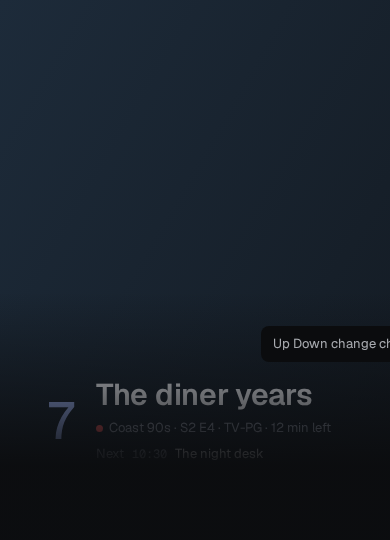 Up Down change ch
The diner years
7
Coast 90s · S2 E4 · TV-PG · 12 min left
Next 10:30 The night desk